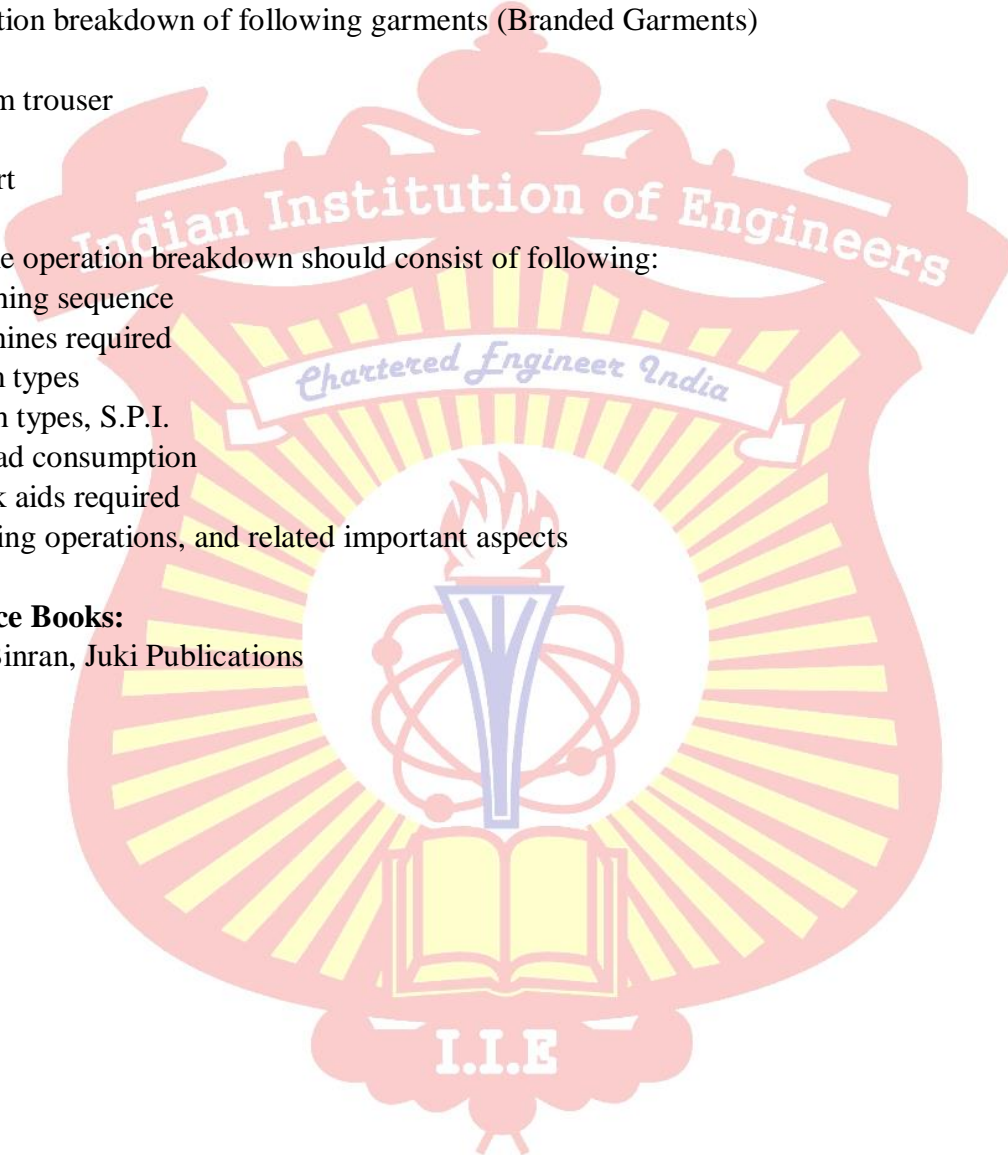 tion breakdown of following garments (Branded Garments)
m trouser
rt
e operation breakdown should consist of following:
ning sequence
hines required
n types
n types, S.P.I.
ad consumption
k aids required
ing operations, and related important aspects
ce Books:
Binran, Juki Publications
Indian Institution of Engineers
Chartered Engineer India
I.I.E